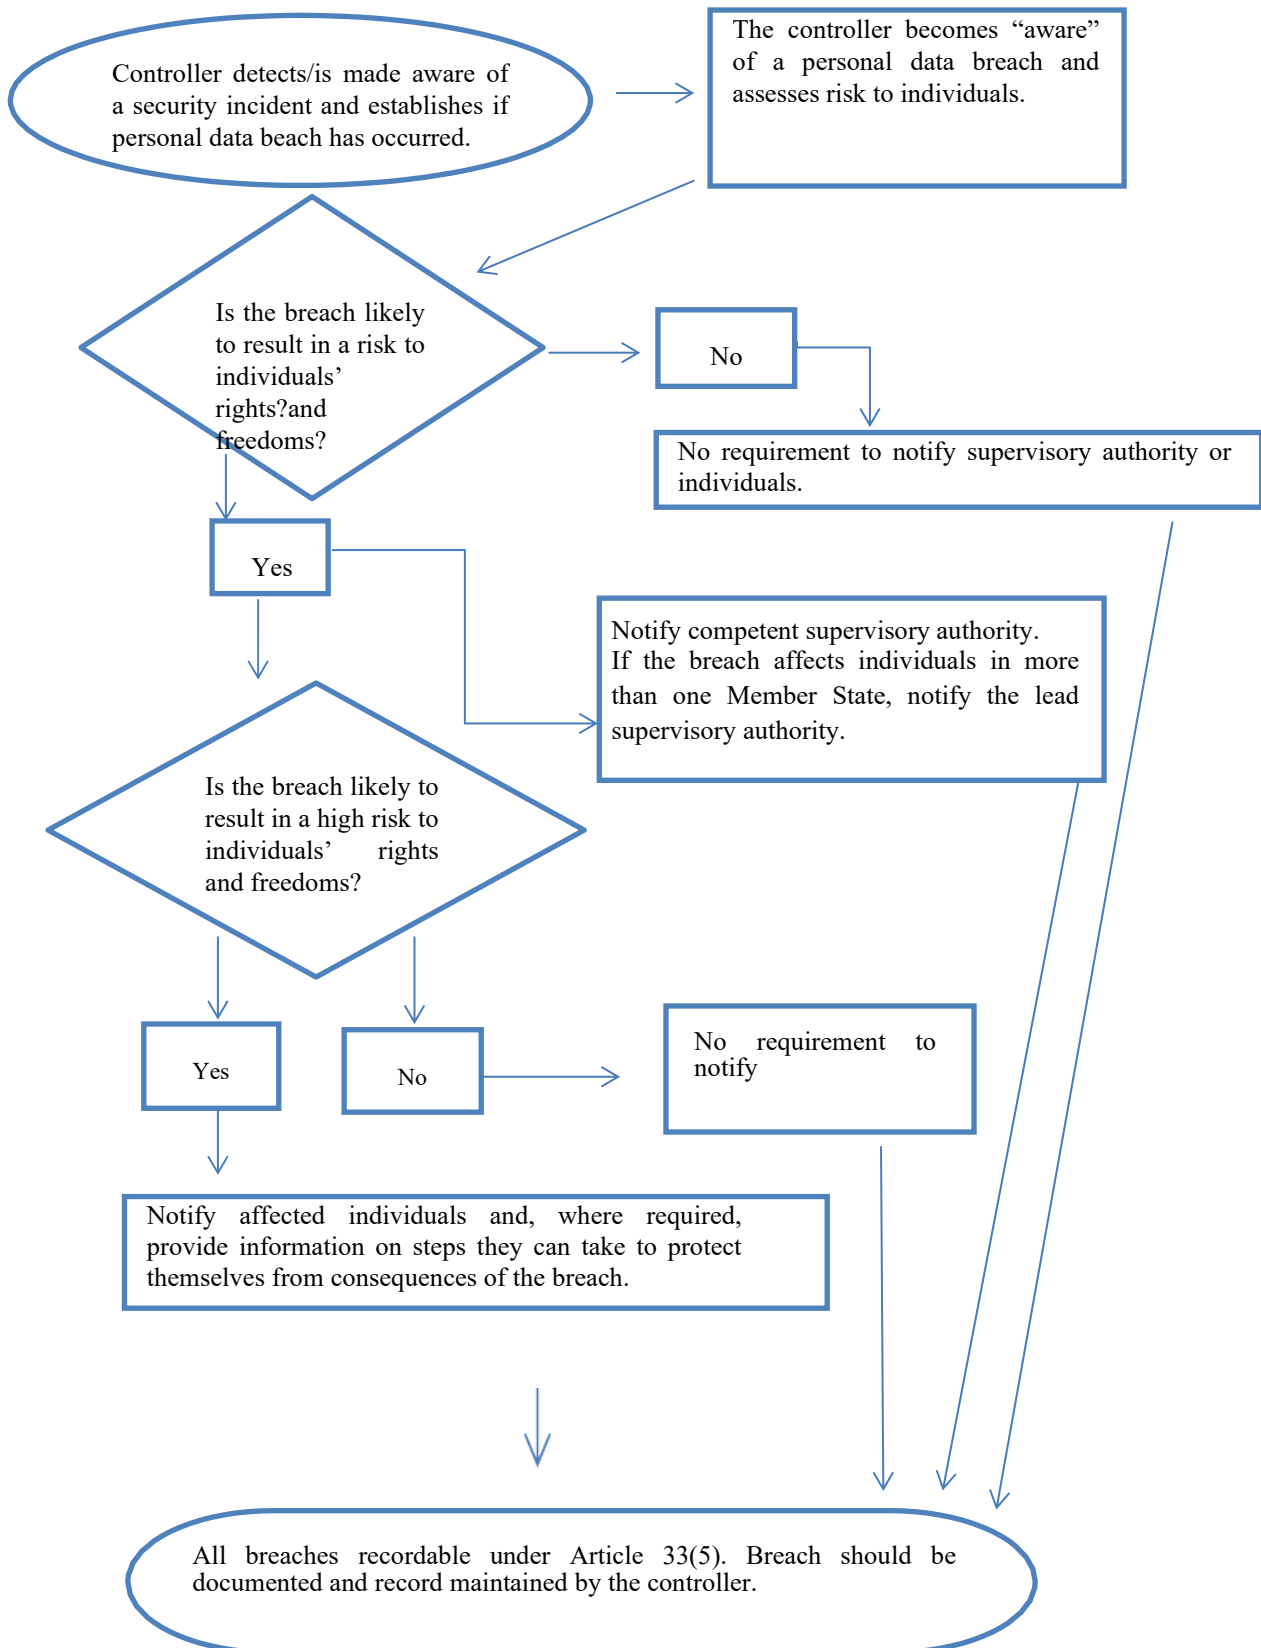 Controller detects/is made aware of
a security incident and establishes if
personal data beach has occurred.
The controller becomes “aware”
of a personal data breach and
assesses risk to individuals.
Is the breach likely
to result in a risk to
individuals’
rights?and
freedoms?
No
No requirement to notify supervisory authority or
individuals.
Yes
Notify competent supervisory authority.
If the breach affects individuals in more
than one Member State, notify the lead
supervisory authority.
Is the breach likely to
result in a high risk to
individuals’ rights
and freedoms?
Yes
No
No requirement to
notify
Notify affected individuals and, where required,
provide information on steps they can take to protect
themselves from consequences of the breach.
All breaches recordable under Article 33(5). Breach should be
documented and record maintained by the controller.